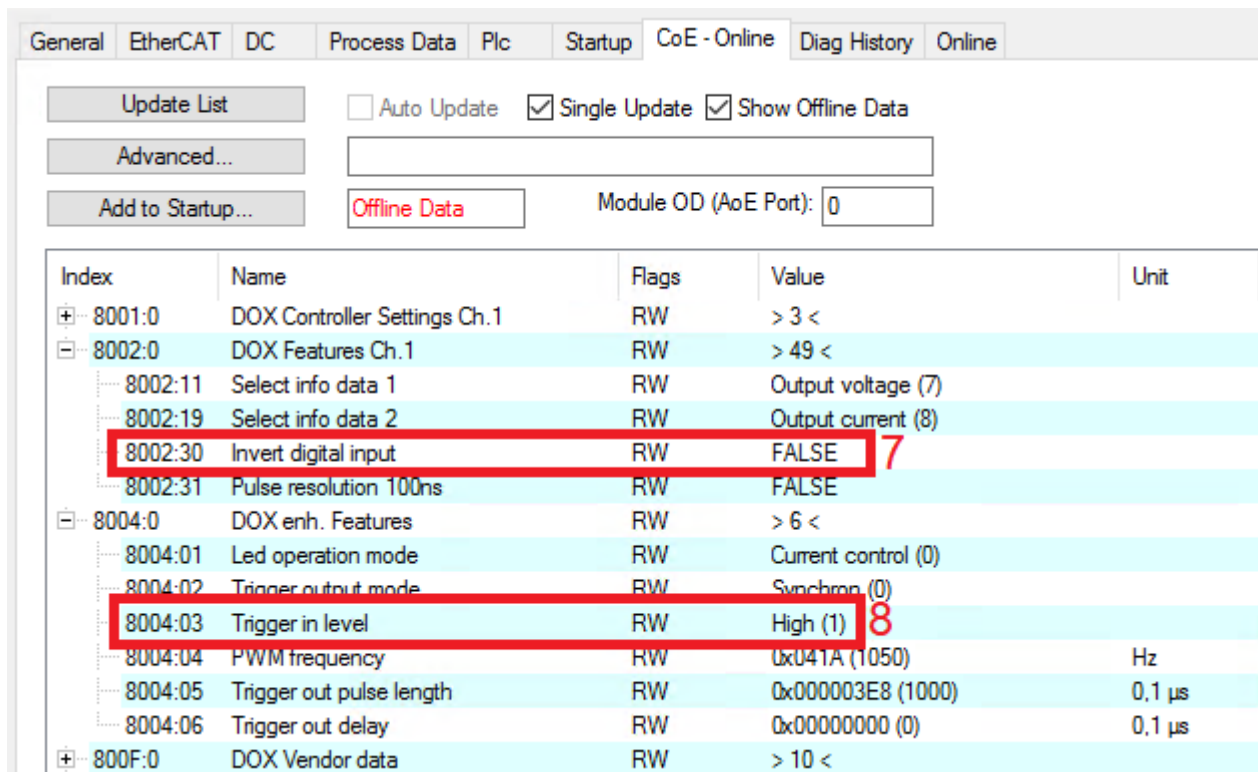 General EtherCAT DC Process Data Plc Startup CoE - Online Diag History Online
Update List Auto Update Single Update Show Offline Data
Advanced...
Add to Startup... Offline Data Module OD (AoE Port): 0
Index Name Flags Value Unit
8001:0 DOX Controller Settings Ch.1 RW > 3 <
8002:0 DOX Features Ch.1 RW > 49 <
8002:11 Select info data 1 RW Output voltage (7)
8002:19 Select info data 2 RW Output current (8)
8002:30 Invert digital input RW FALSE 7
8002:31 Pulse resolution 100ns RW FALSE
8004:0 DOX enh. Features RW > 6 <
8004:01 Led operation mode RW Current control (0)
8004:02 Trigger output mode RW Synchron (0)
8004:03 Trigger in level RW High (1) 8
8004:04 PWM frequency RW 0x041A (1050) Hz
8004:05 Trigger out pulse length RW 0x000003E8 (1000) 0,1 µs
8004:06 Trigger out delay RW 0x00000000 (0) 0,1 µs
800F:0 DOX Vendor data RW > 10 <